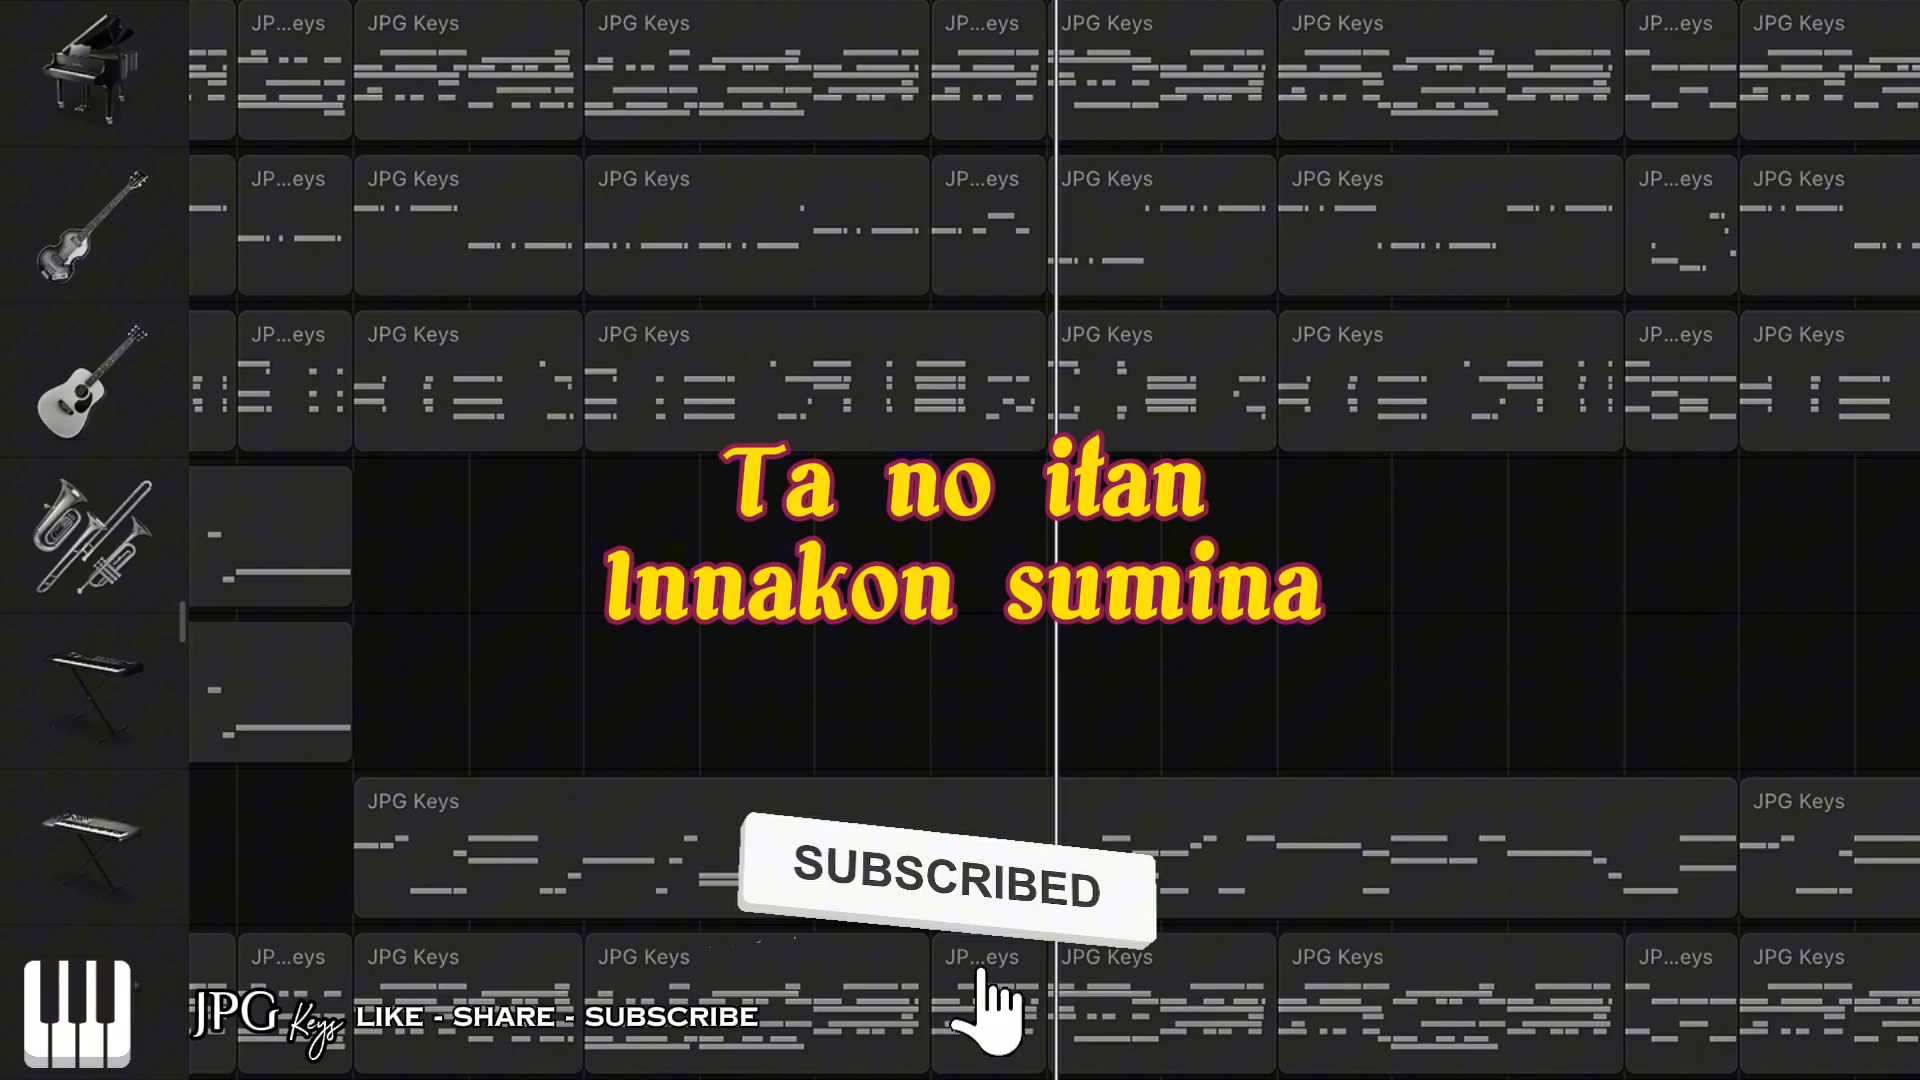 JP...eys JPG Keys JPG Keys JP...eys JPG Keys JPG Keys JP...eys JPG Keys
JP...eys JPG Keys JPG Keys JP...eys JPG Keys JPG Keys JP...eys JPG Keys
JP...eys JPG Keys JPG Keys JPG Keys JPG Keys JP...eys JPG Keys
Ta no itan
Innakon sumina
JPG Keys JPG Keys
SUBSCRIBED
JP...eys JPG Keys JPG Keys JP...eys JPG Keys JPG Keys JP...eys JPG Keys
JPG Keys LIKE - SHARE - SUBSCRIBE